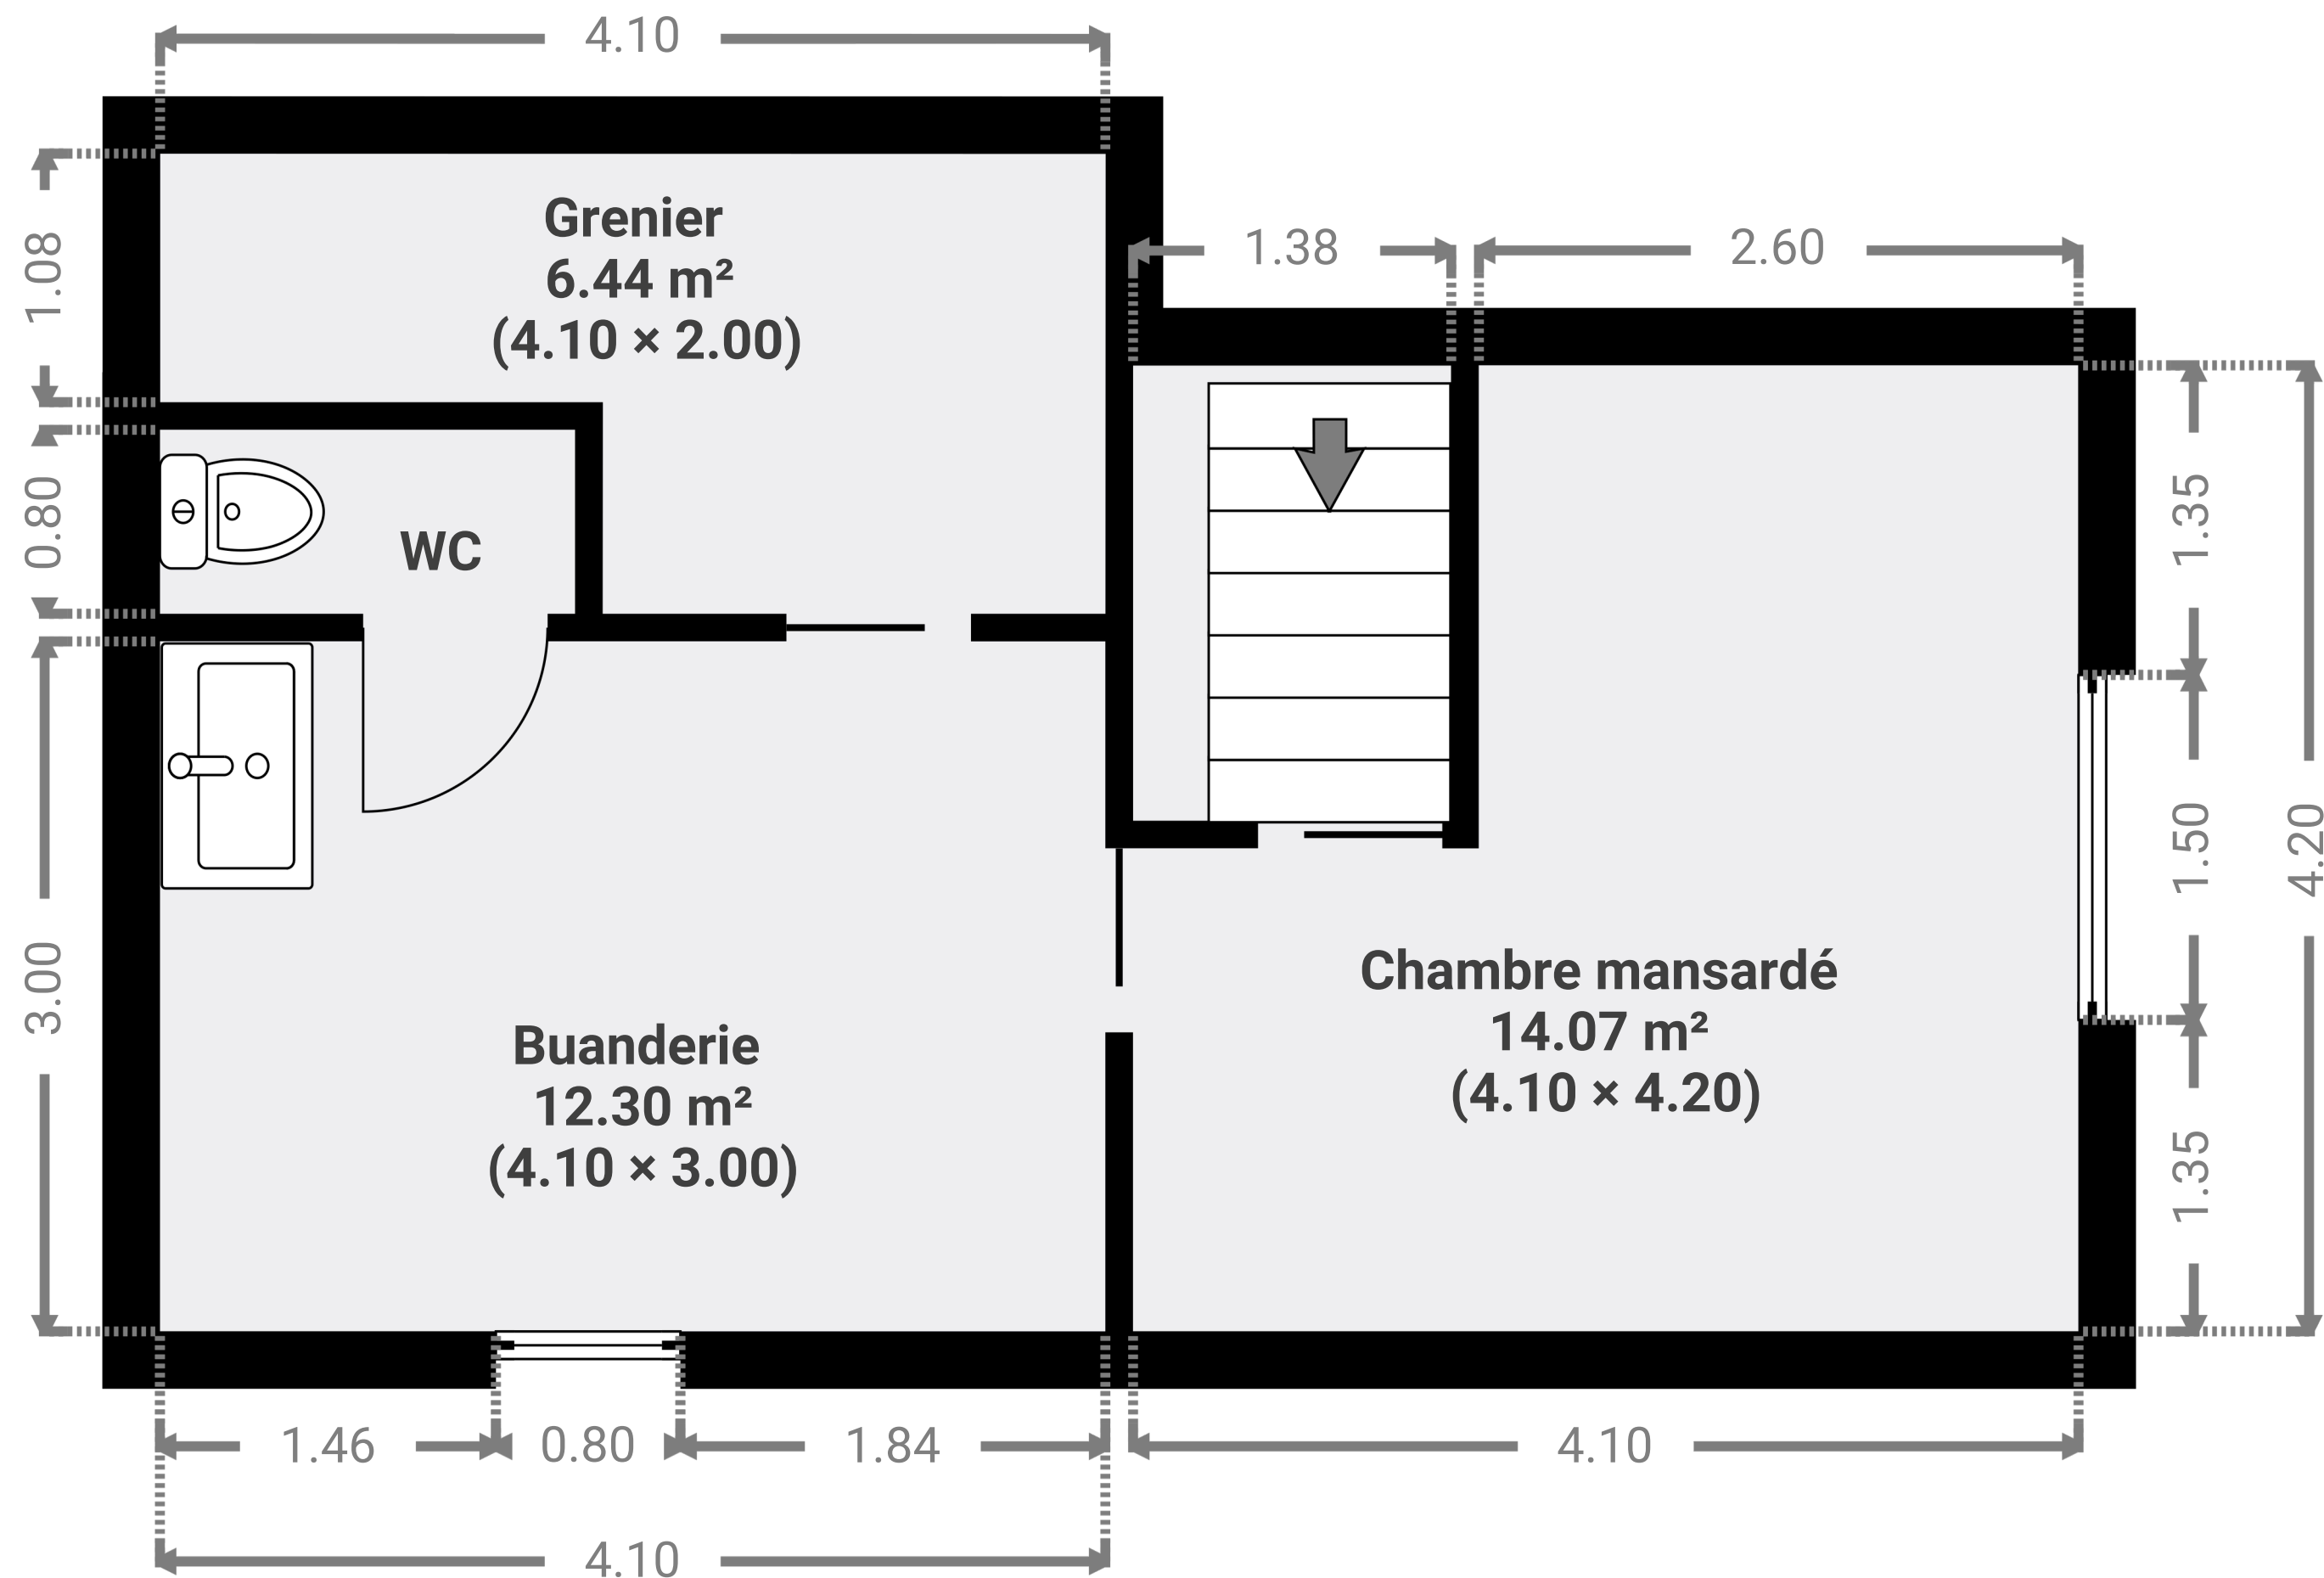 4.10
Grenier
6.44 m²
(4.10 × 2.00)
1.38
2.60
1.08
0.80
WC
1.35
1.50
4.20
3.00
Chambre mansardé
14.07 m²
(4.10 × 4.20)
Buanderie
12.30 m²
(4.10 × 3.00)
1.35
1.46
0.80
1.84
4.10
4.10